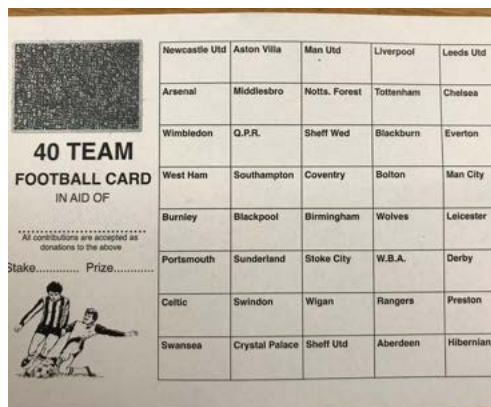 40 TEAM
FOOTBALL CARD
IN AID OF
All contributions are accepted as
donations to the above
Stake............. Prize............
Newcastle Utd Aston Villa Man Utd Liverpool Leeds Utd
Arsenal Middlesbro Notts. Forest Tottenham Chelsea
Wimbledon Q.P.R. Sheff Wed Blackburn Everton
West Ham Southampton Coventry Bolton Man City
Burnley Blackpool Birmingham Wolves Leicester
Portsmouth Sunderland Stoke City W.B.A. Derby
Celtic Swindon Wigan Rangers Preston
Swansea Crystal Palace Sheff Utd Aberdeen Hibernian